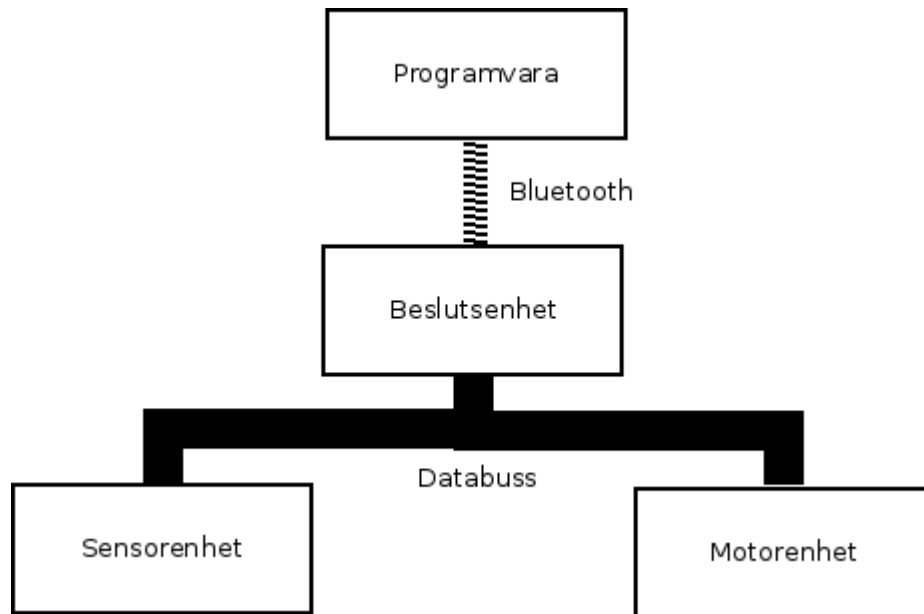 Programvara
Bluetooth
Beslutsenhet
Databuss
Sensorenhet
Motorenhet